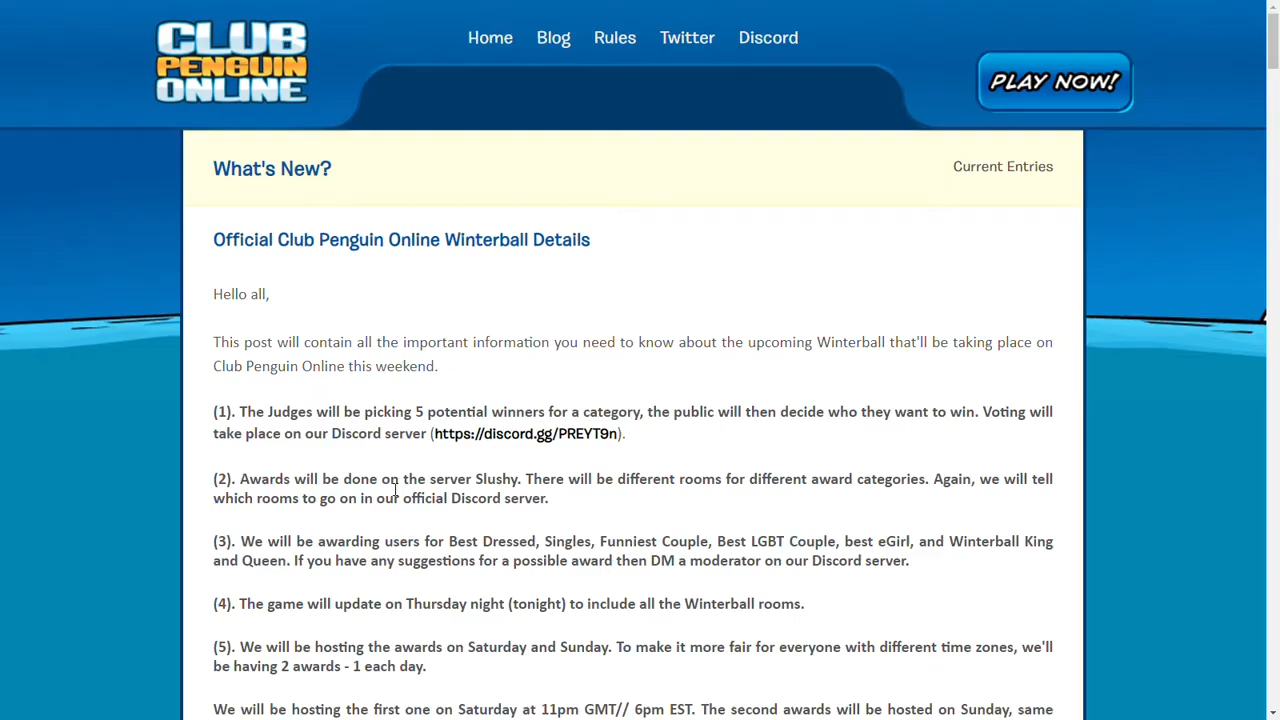 CLUB
PENGUIN
ONLINE
Home Blog Rules Twitter Discord
PLAY NOW!
What's New?
Current Entries
Official Club Penguin Online Winterball Details
Hello all,
This post will contain all the important information you need to know about the upcoming Winterball that'll be taking place on
Club Penguin Online this weekend.
(1). The Judges will be picking 5 potential winners for a category, the public will then decide who they want to win. Voting will
take place on our Discord server (https://discord.gg/PREYT9n).
(2). Awards will be done on the server Slushy. There will be different rooms for different award categories. Again, we will tell
which rooms to go on in our official Discord server.
(3). We will be awarding users for Best Dressed, Singles, Funniest Couple, Best LGBT Couple, best eGirl, and Winterball King
and Queen. If you have any suggestions for a possible award then DM a moderator on our Discord server.
(4). The game will update on Thursday night (tonight) to include all the Winterball rooms.
(5). We will be hosting the awards on Saturday and Sunday. To make it more fair for everyone with different time zones, we'll
be having 2 awards - 1 each day.
We will be hosting the first one on Saturday at 11pm GMT// 6pm EST. The second awards will be hosted on Sunday, same